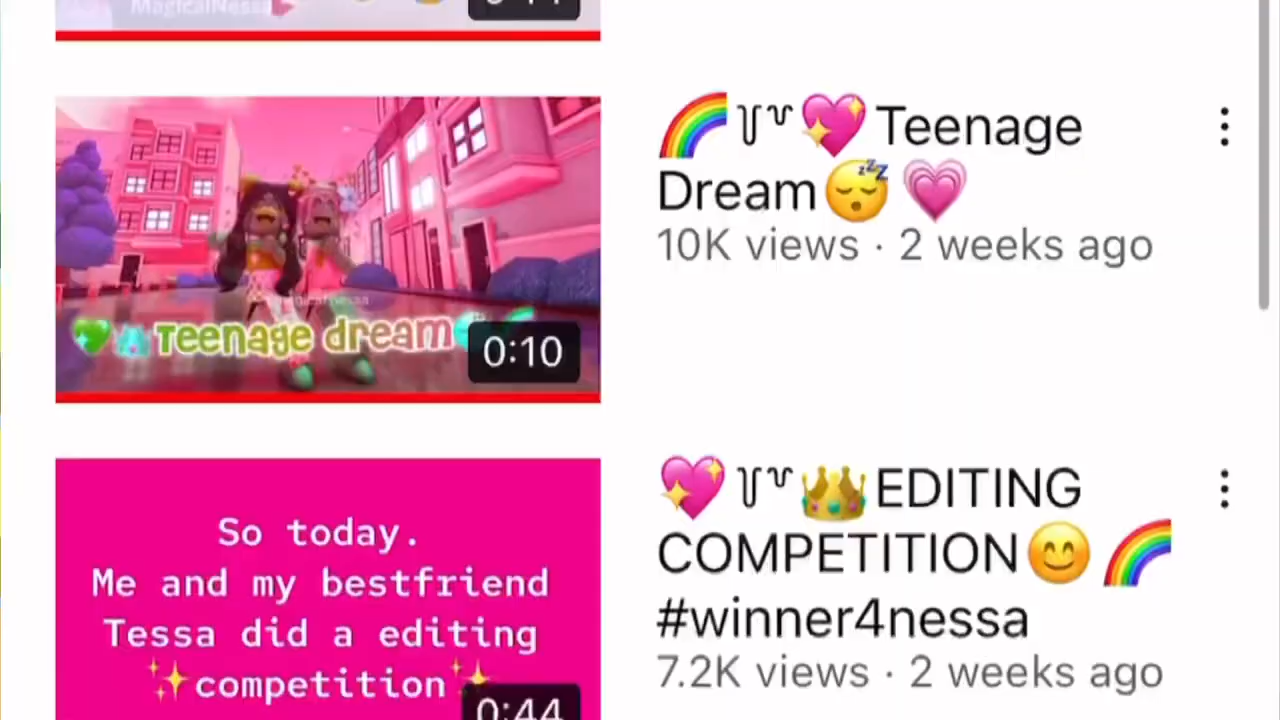 MagicalNessa
🌈ꪶꪾ💖Teenage
Dream😴💗
10K views · 2 weeks ago
Teenage dream
0:10
💖ꪶꪾ👑EDITING
COMPETITION😊🌈
#winner4nessa
7.2K views · 2 weeks ago
So today.
Me and my bestfriend
Tessa did a editing
✨competition✨
0:44